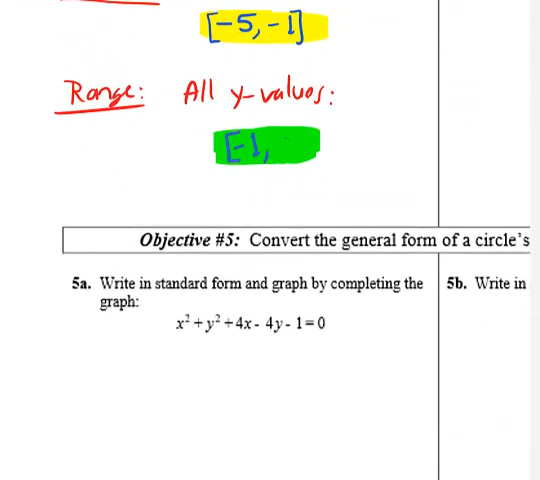 [-5, -1]
Range: All y-values:
[-1,
Objective #5: Convert the general form of a circle's
5a. Write in standard form and graph by completing the
graph:
x² + y² + 4x - 4y - 1 = 0
5b. Write in